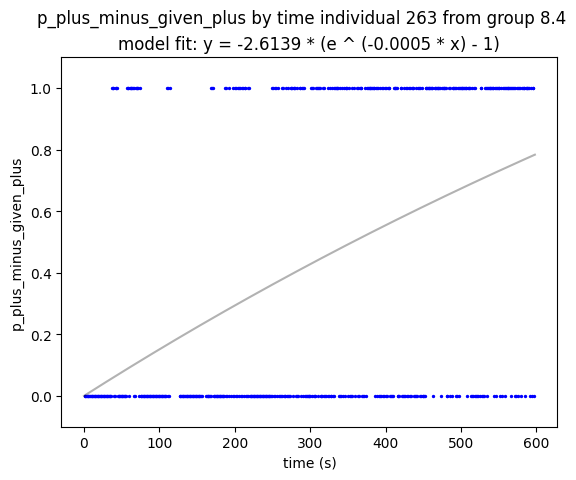 p_plus_minus_given_plus by time individual 263 from group 8.4
model fit: y = -2.6139 * (e ^ (-0.0005 * x) - 1)
p_plus_minus_given_plus
1.0
0.8
0.6
0.4
0.2
0.0
0 100 200 300 400 500 600
time (s)